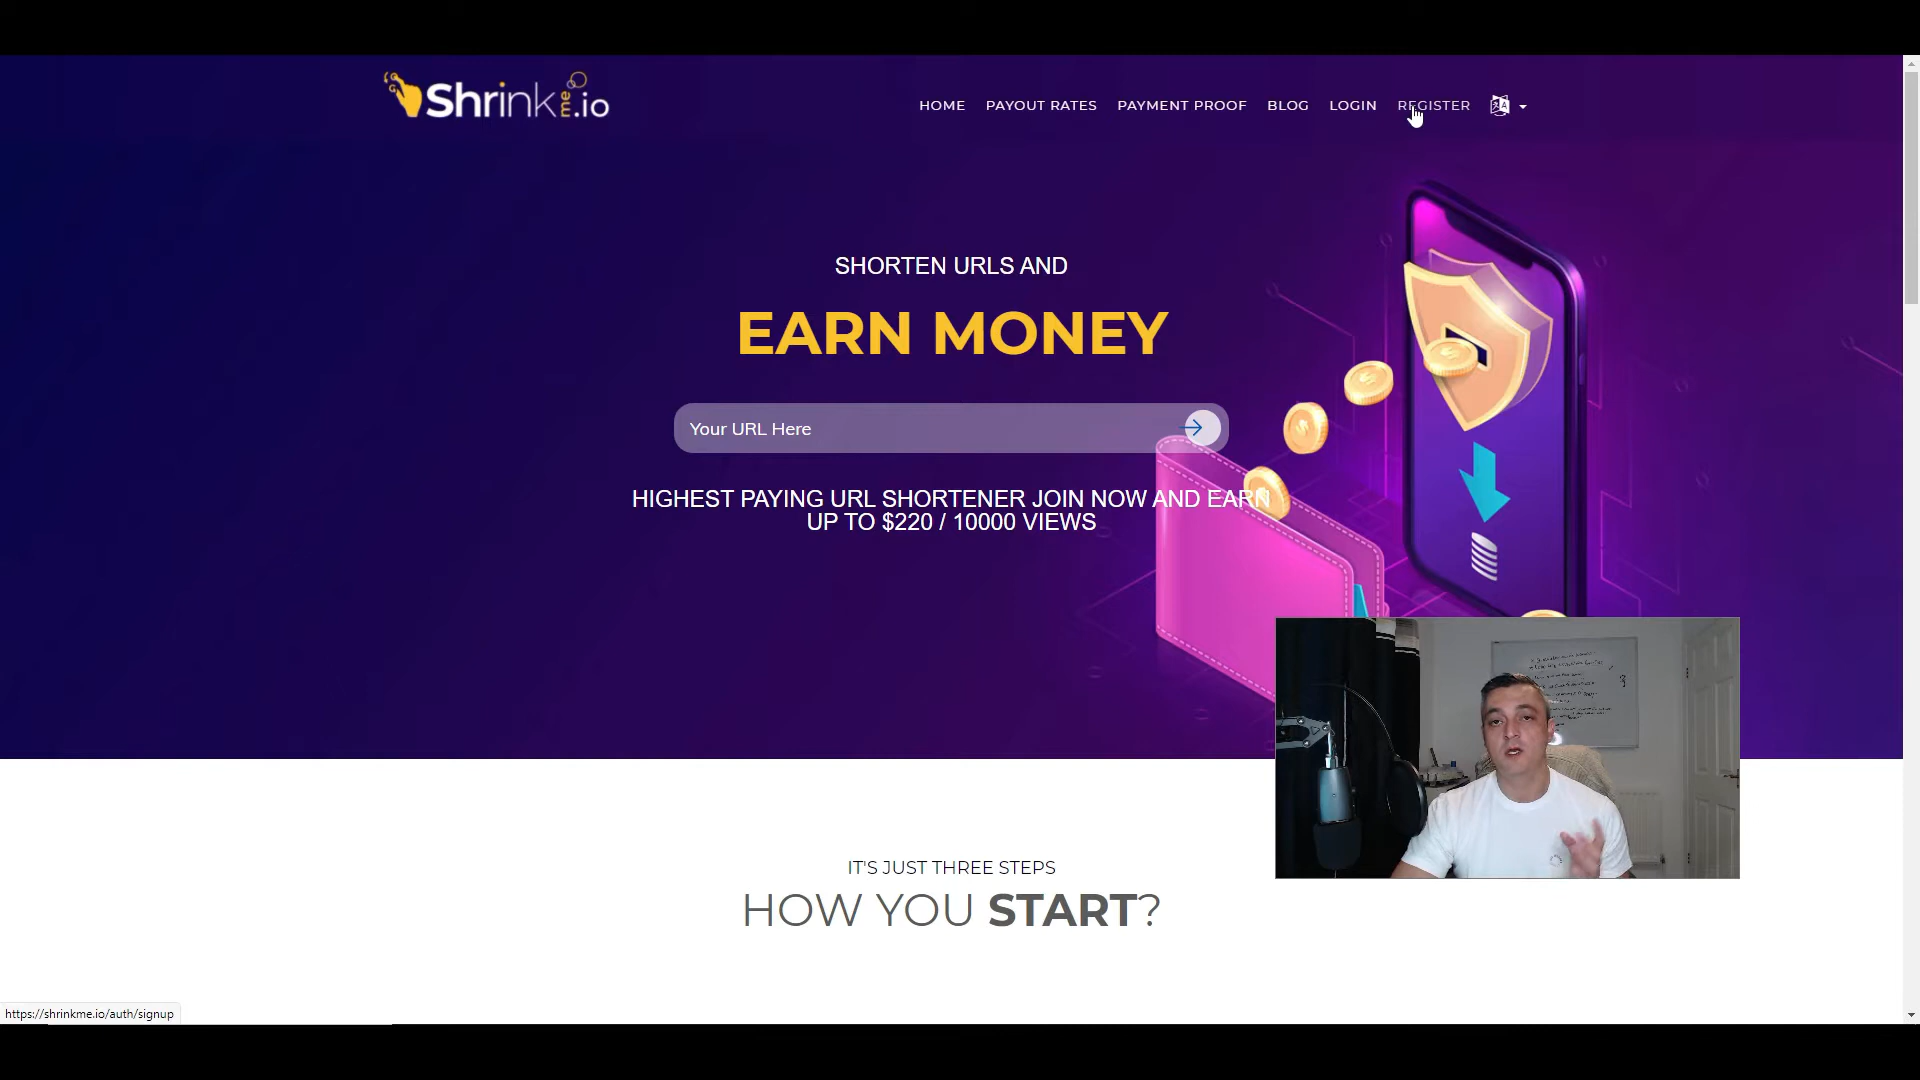 Shrinkme.io
HOME PAYOUT RATES PAYMENT PROOF BLOG LOGIN REGISTER
SHORTEN URLS AND
EARN MONEY
Your URL Here
HIGHEST PAYING URL SHORTENER JOIN NOW AND EARN
UP TO $220 / 10000 VIEWS
IT'S JUST THREE STEPS
HOW YOU START?
https://shrinkme.io/auth/signup